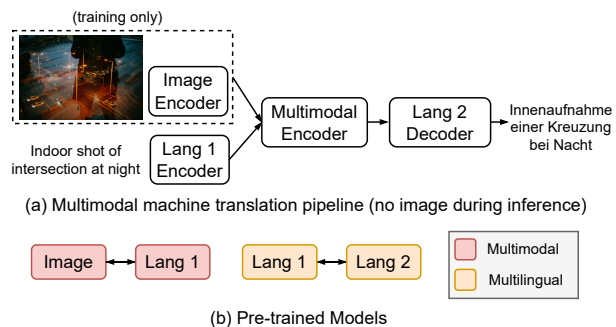 (training only)
Image
Encoder
Indoor shot of
intersection at night
Lang 1
Encoder
Multimodal
Encoder
Lang 2
Decoder
Innenaufnahme
einer Kreuzung
bei Nacht
(a) Multimodal machine translation pipeline (no image during inference)
Image
Lang 1
Lang 1
Lang 2
Multimodal
Multilingual
(b) Pre-trained Models